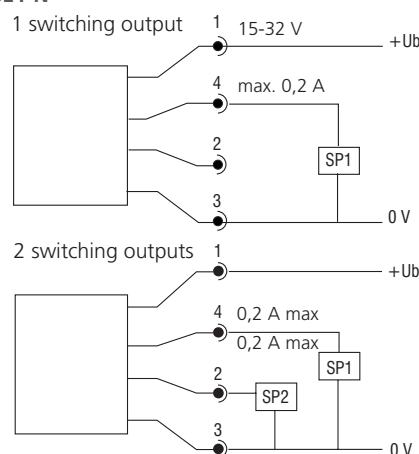 1 switching output
1 15-32 V
+Ub
4 max. 0,2 A
2
SP1
3
0 V
2 switching outputs
1
+Ub
4 0,2 A max
0,2 A max
SP1
2
SP2
3
0 V